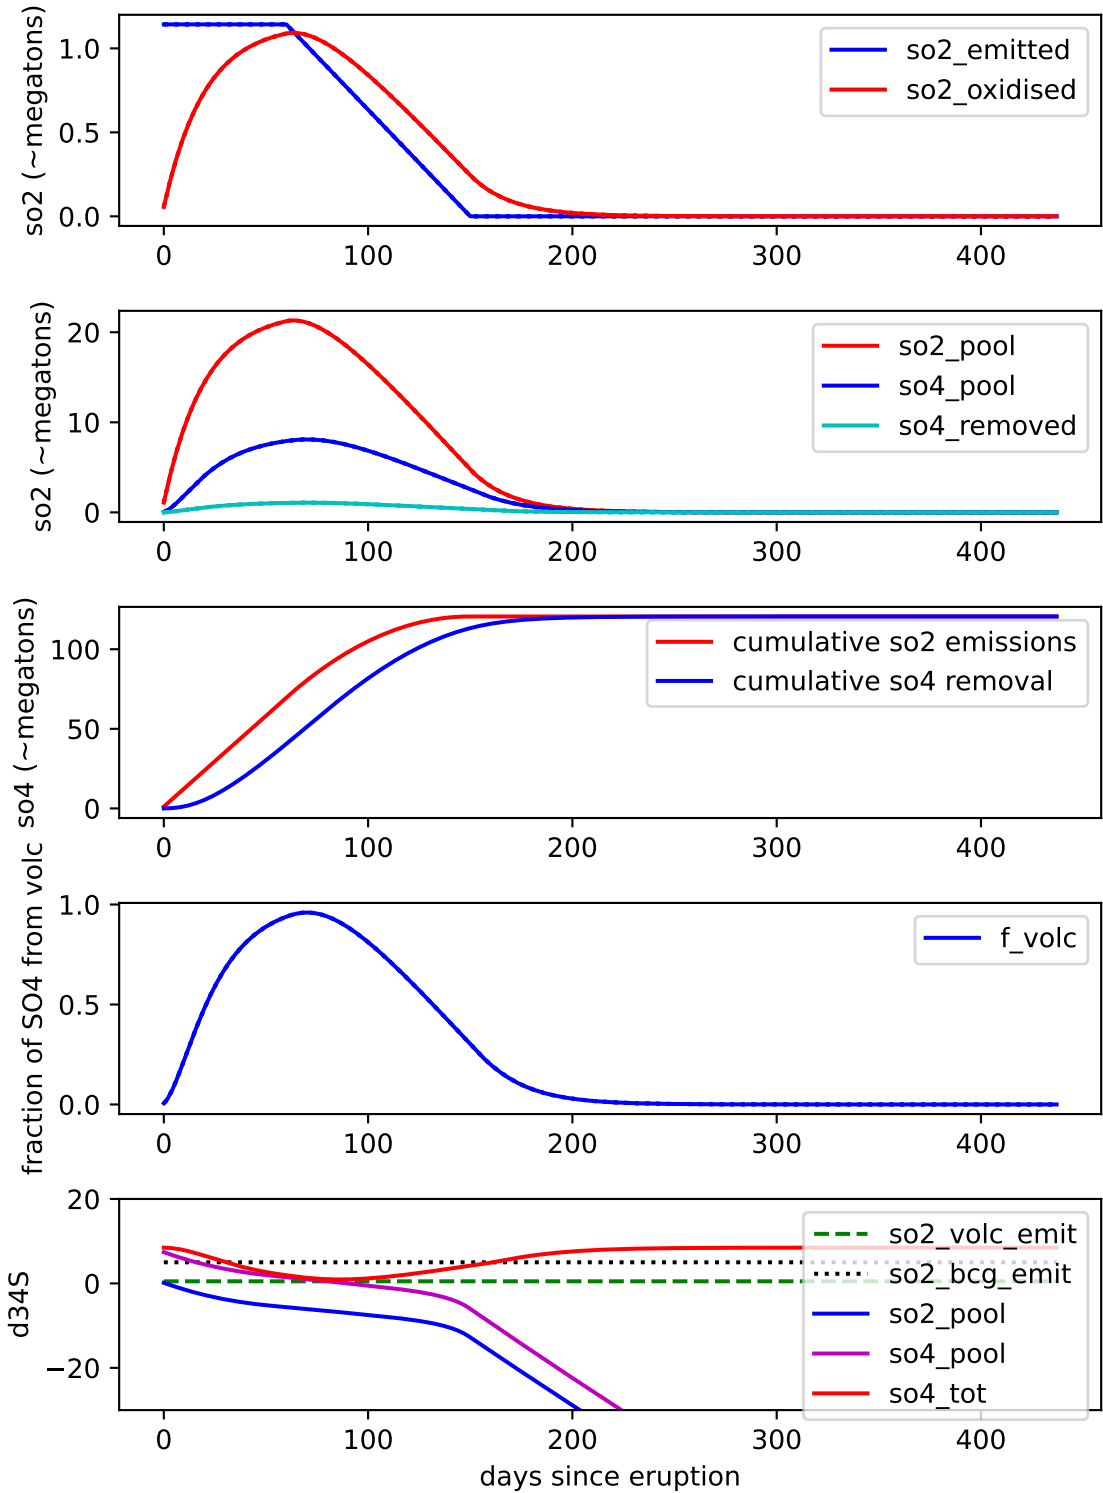 so2 (~megatons)
1.0
0.5
0.0
so2_emitted
so2_oxidised
0 100 200 300 400
so2 (~megatons)
20
10
0
so2_pool
so4_pool
so4_removed
0 100 200 300 400
so4 (~megatons)
100
50
0
cumulative so2 emissions
cumulative so4 removal
0 100 200 300 400
fraction of SO4 from volc
1.0
0.5
0.0
f_volc
0 100 200 300 400
d34S
20
0
−20
so2_volc_emit
so2_bcg_emit
so2_pool
so4_pool
so4_tot
0 100 200 300 400
days since eruption